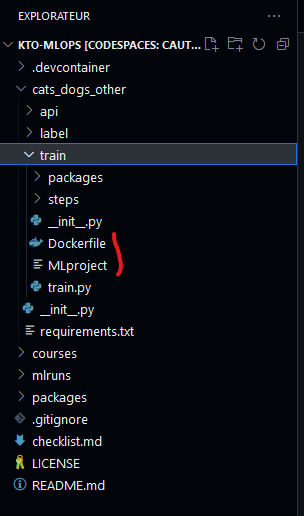 EXPLORATEUR
KTO-MLOPS [CODESPACES: CAUT...
.devcontainer
cats_dogs_other
api
label
train
packages
steps
__init__.py
Dockerfile
MLproject
train.py
__init__.py
requirements.txt
courses
mlruns
packages
.gitignore
checklist.md
LICENSE
README.md